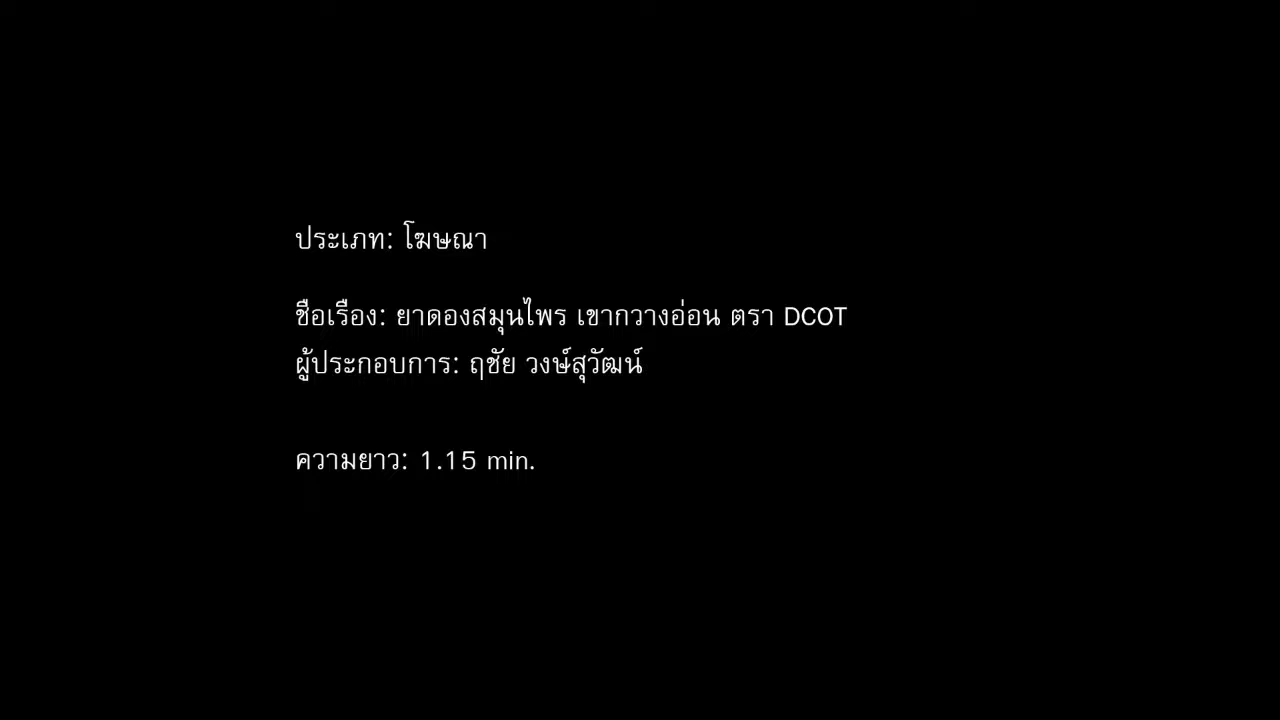 ประเภท: โฆษณา
ชื่อเรื่อง: ยาดองสมุนไพร เขากวางอ่อน ตรา DCOT
ผู้ประกอบการ: ฤชัย วงษ์สุวัฒน์
ความยาว: 1.15 min.